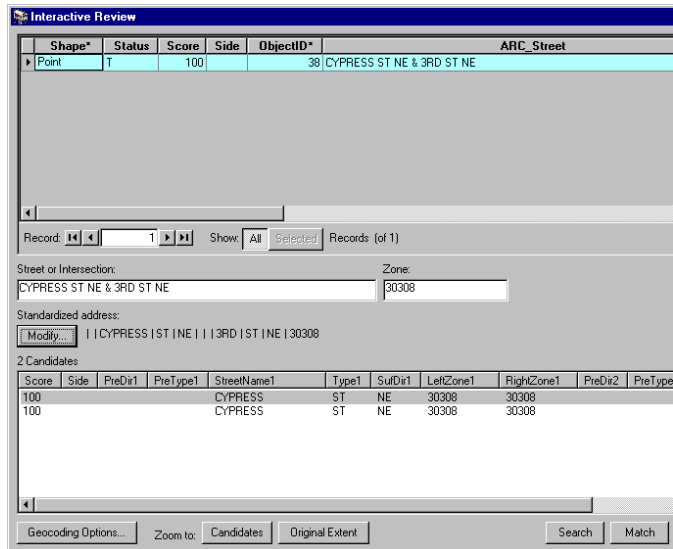 Interactive Review
Shape* Status Score Side ObjectID* ARC_Street
Point T 100 38 CYPRESS ST NE & 3RD ST NE
Record: 1 Show: All Selected Records (of 1)
Street or Intersection: Zone:
CYPRESS ST NE & 3RD ST NE 30308
Standardized address:
Modify... | | CYPRESS | ST | NE | | | 3RD | ST | NE | 30308
2 Candidates
Score Side PreDir1 PreType1 StreetName1 Type1 SufDir1 LeftZone1 RightZone1 PreDir2 PreType
100 CYPRESS ST NE 30308 30308
100 CYPRESS ST NE 30308 30308
Geocoding Options... Zoom to: Candidates Original Extent Search Match